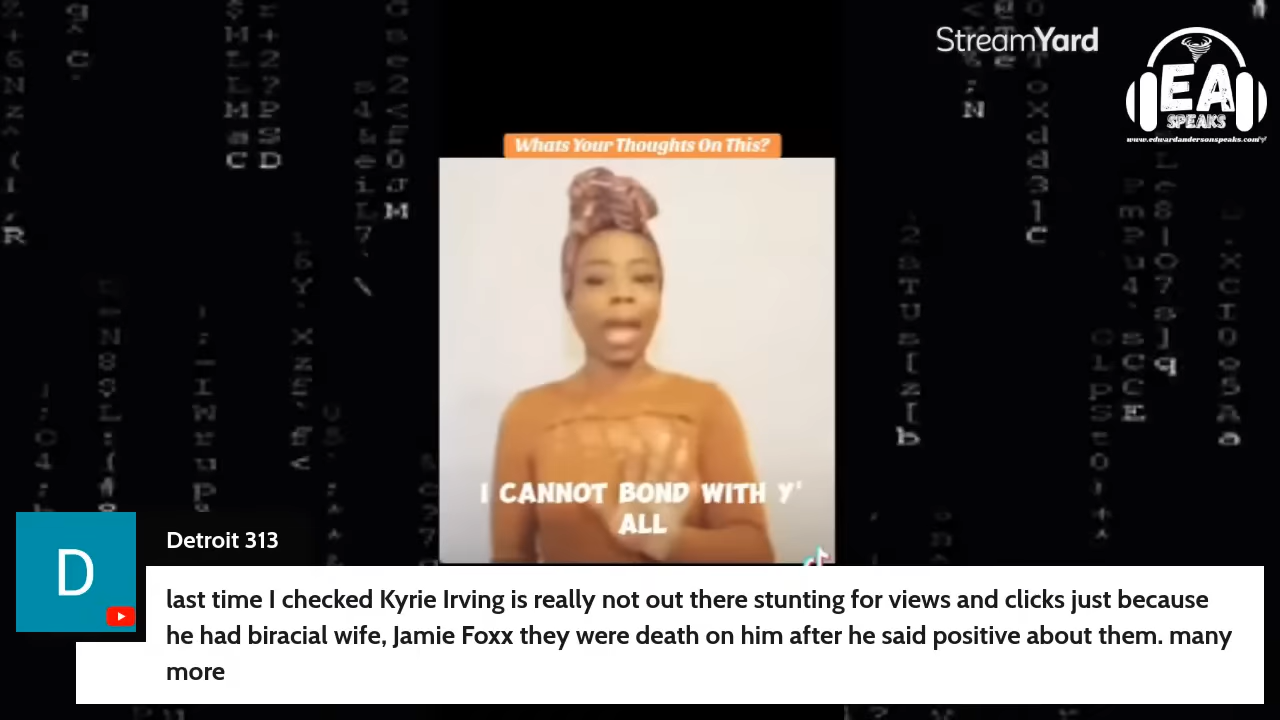 StreamYard
EA
SPEAKS
www.edwardandersonspeaks.com
Whats Your Thoughts On This?
I CANNOT BOND WITH Y'
ALL
D
Detroit 313
last time I checked Kyrie Irving is really not out there stunting for views and clicks just because
he had biracial wife, Jamie Foxx they were death on him after he said positive about them. many
more